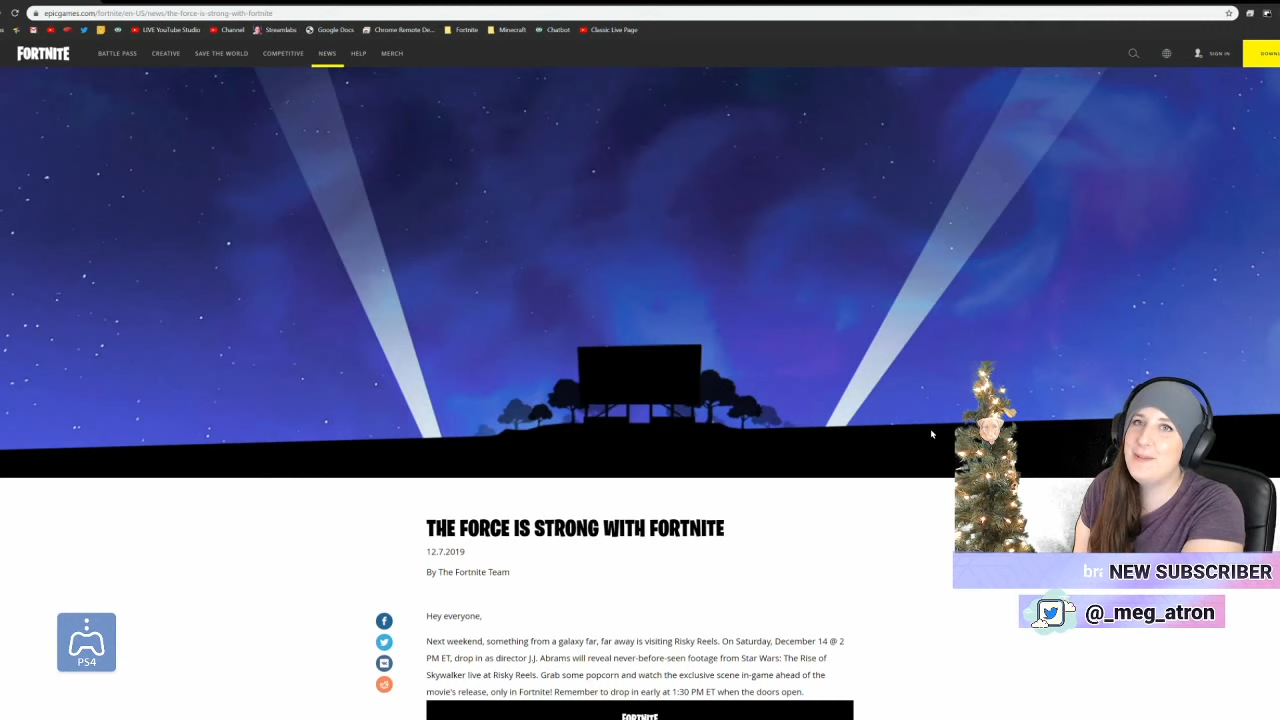 epicgames.com/fortnite/en-US/news/the-force-is-strong-with-fortnite
LIVE YouTube Studio Channel Streamlabs Google Docs Chrome Remote De... Fortnite Minecraft Chatbot Classic Live Page
FORTNITE BATTLE PASS CREATIVE SAVE THE WORLD COMPETITIVE NEWS HELP MERCH SIGN IN DOWNL
THE FORCE IS STRONG WITH FORTNITE
12.7.2019
By The Fortnite Team
Hey everyone,
Next weekend, something from a galaxy far, far away is visiting Risky Reels. On Saturday, December 14 @ 2
PM ET, drop in as director J.J. Abrams will reveal never-before-seen footage from Star Wars: The Rise of
Skywalker live at Risky Reels. Grab some popcorn and watch the exclusive scene in-game ahead of the
movie's release, only in Fortnite! Remember to drop in early at 1:30 PM ET when the doors open.
FORTNITE
PS4
NEW SUBSCRIBER
@_meg_atron